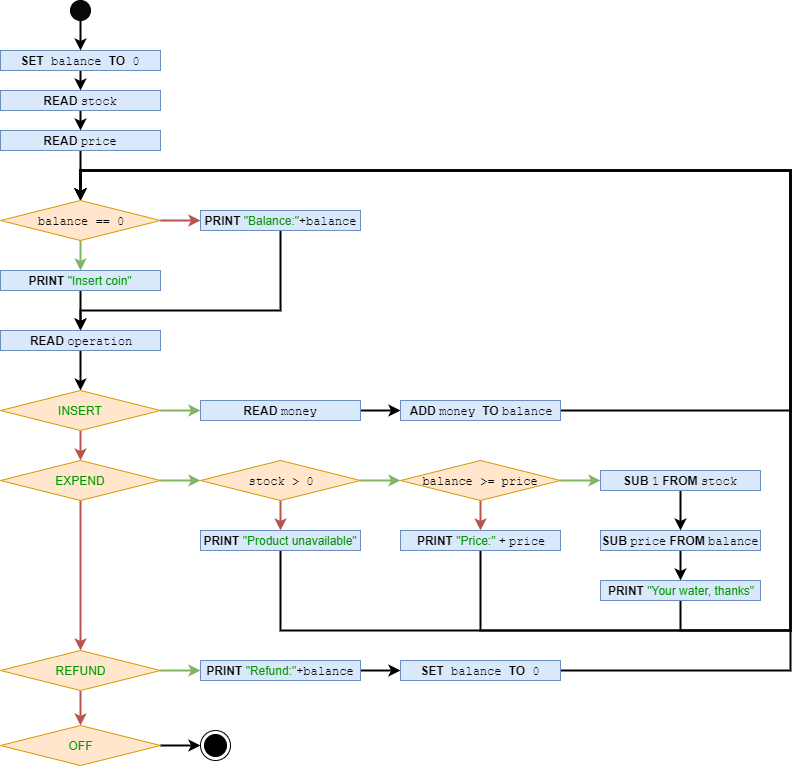 SET balance TO 0
READ stock
READ price
balance == 0
PRINT "Balance:"+balance
PRINT "Insert coin"
READ operation
INSERT
READ money
ADD money TO balance
EXPEND
stock > 0
balance >= price
SUB 1 FROM stock
PRINT "Product unavailable"
PRINT "Price:" + price
SUB price FROM balance
PRINT "Your water, thanks"
REFUND
PRINT "Refund:"+balance
SET balance TO 0
OFF